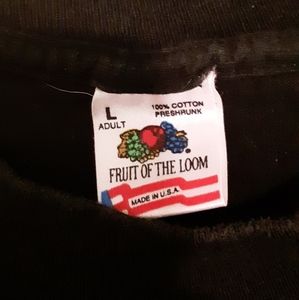 L
ADULT
100% COTTON
PRESHRUNK
®
FRUIT OF THE LOOM
MADE IN U.S.A.